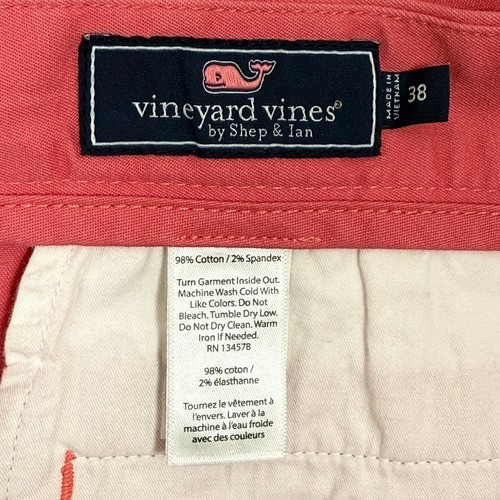 vineyard vines®
by Shep & Ian
MADE IN
VIETNAM
38
98% Cotton / 2% Spandex
Turn Garment Inside Out.
Machine Wash Cold With
Like Colors. Do Not
Bleach. Tumble Dry Low.
Do Not Dry Clean. Warm
Iron If Needed.
RN 134578
98% coton /
2% élasthanne
Tournez le vêtement à
l'envers. Laver à la
machine à l'eau froide
avec des couleurs